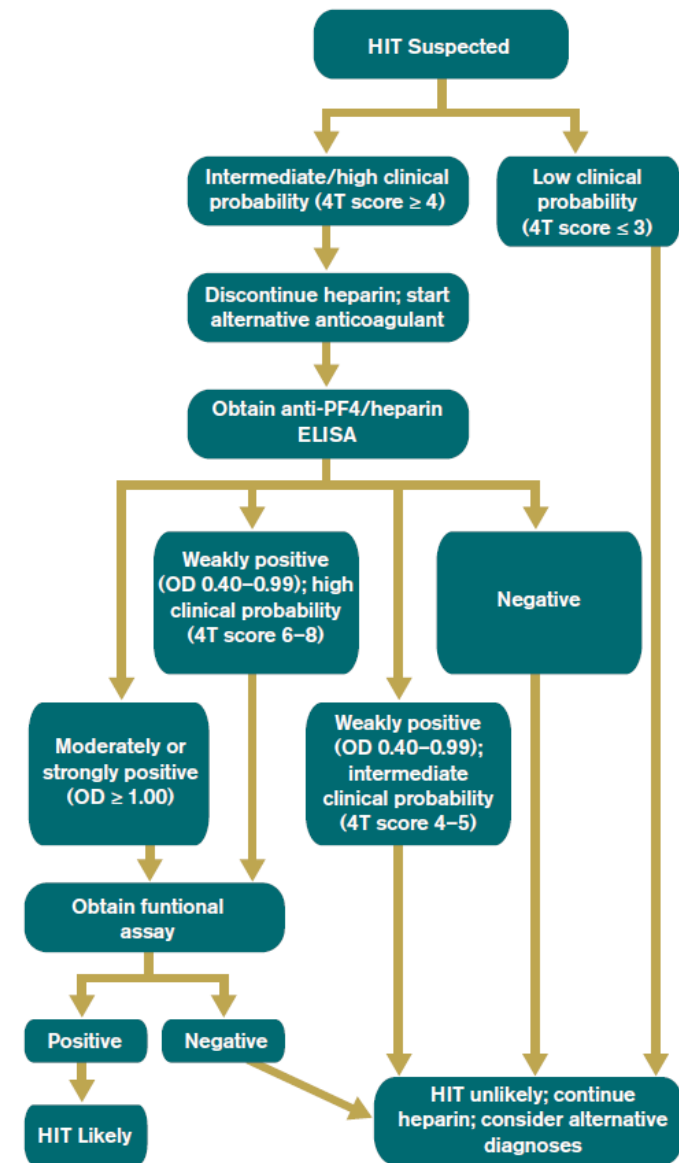 HIT Suspected
Intermediate/high clinical
probability (4T score ≥ 4)
Low clinical
probability
(4T score ≤ 3)
Discontinue heparin; start
alternative anticoagulant
Obtain anti-PF4/heparin
ELISA
Weakly positive
(OD 0.40–0.99); high
clinical probability
(4T score 6–8)
Negative
Moderately or
strongly positive
(OD ≥ 1.00)
Weakly positive
(OD 0.40–0.99);
intermediate
clinical probability
(4T score 4–5)
Obtain funtional
assay
Positive
Negative
HIT Likely
HIT unlikely; continue
heparin; consider alternative
diagnoses